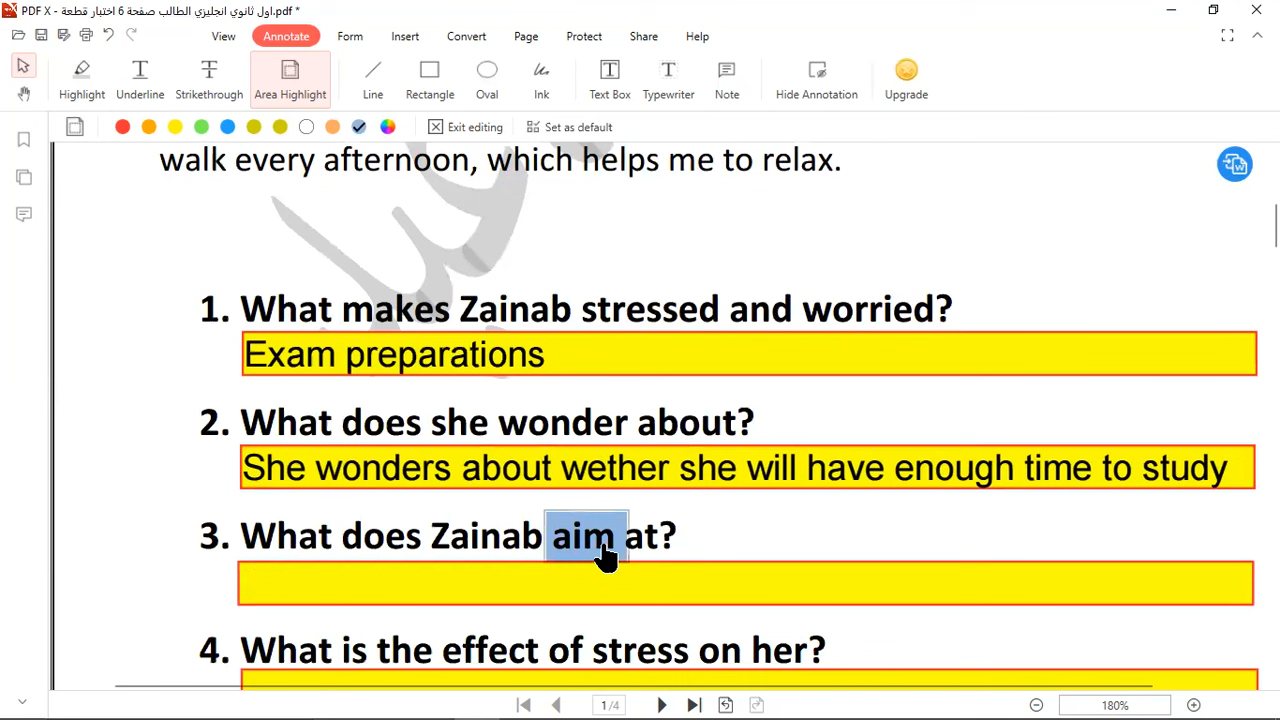 PDF X - اول ثانوي انجليزي الطالب صفحة 6 اختبار قطعة.pdf *
View Annotate Form Insert Convert Edit Page Protect Share Help
Highlight Underline Strikethrough Area Highlight Line Rectangle Oval Ink Text Box Typewriter Note Hide Annotation Upgrade
Exit editing Set as default
walk every afternoon, which helps me to relax.
1. What makes Zainab stressed and worried?
Exam preparations
2. What does she wonder about?
She wonders about wether she will have enough time to study
3. What does Zainab aim at?
4. What is the effect of stress on her?
1/4 180%